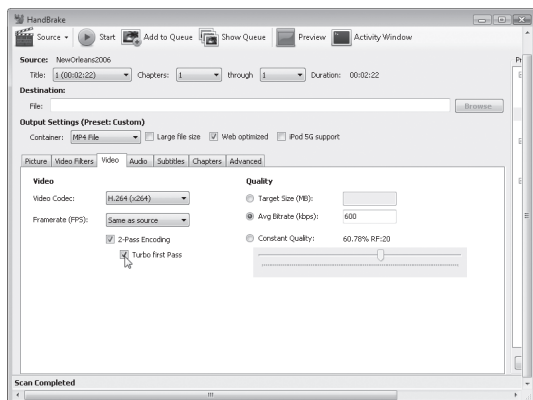 HandBrake
Source Start Add to Queue Show Queue Preview Activity Window
Source: NewOrleans2006
Title: 1 (00:02:22) Chapters: 1 through 1 Duration: 00:02:22
Destination:
File: Browse
Output Settings (Preset: Custom)
Container: MP4 File Large file size Web optimized iPod 5G support
Picture Video Filters Video Audio Subtitles Chapters Advanced
Video Quality
Video Codec: H.264 (x264) Target Size (MB):
Framerate (FPS): Same as source Avg Bitrate (kbps): 600
2-Pass Encoding Constant Quality: 60.78% RF:20
Turbo first Pass
Scan Completed